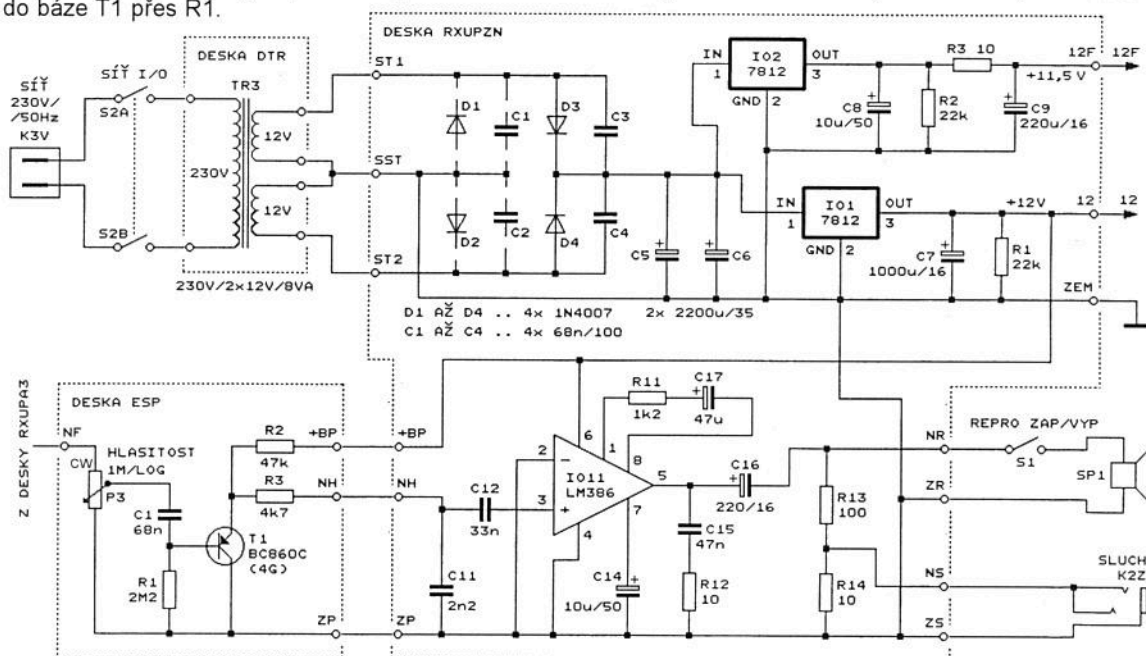 do báze T1 přes R1.
DESKA RXUPZN
DESKA DTR
SÍŤ
230V/
/50Hz
K3V
SÍŤ I/O
S2A
S2B
TR3
230V
12V
12V
230V/2x12V/8VA
ST1
SST
ST2
D1
C1
D3
C3
D2
C2
D4
C4
D1 AŽ D4 .. 4x 1N4007
C1 AŽ C4 .. 4x 68n/100
C5
C6
2x 2200u/35
IN
1
IO2
7812
OUT
3
GND
2
C8
10u/50
R2
22k
R3 10
+11,5 V
C9
220u/16
12F
12F
IN
1
IO1
7812
OUT
3
GND
2
+12V
C7
1000u/16
R1
22k
12
12
ZEM
Z DESKY RXUPA3
DESKA ESP
NF
CW
HLASITOST
1M/LOG
P3
C1
68n
R1
2M2
T1
BC860C
(4G)
R2
47k
R3
4k7
+BP
+BP
NH
NH
ZP
ZP
C11
2n2
C12
33n
2
3
6
1
8
5
7
4
IO11
LM386
R11
1k2
C17
47u
C14
10u/50
C15
47n
R12
10
C16
220/16
R13
100
R14
10
NR
ZR
NS
ZS
REPRO ZAP/VYP
S1
SP1
SLUCH
K2Z